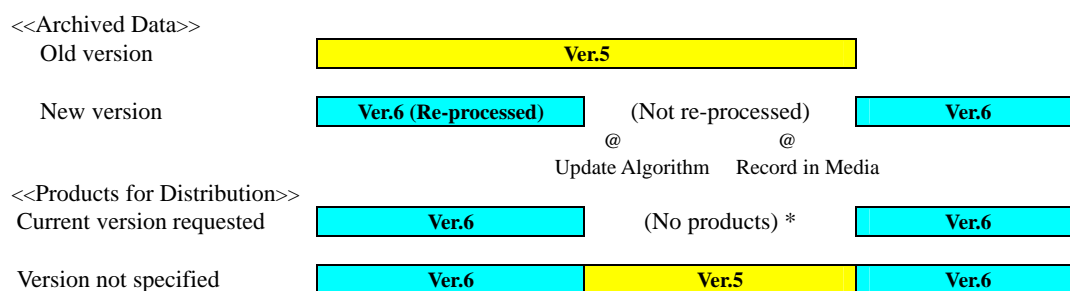 <<Archived Data>>
Old version Ver.5
New version Ver.6 (Re-processed) (Not re-processed) Ver.6
@ @
Update Algorithm Record in Media
<<Products for Distribution>>
Current version requested Ver.6 (No products) * Ver.6
Version not specified Ver.6 Ver.5 Ver.6